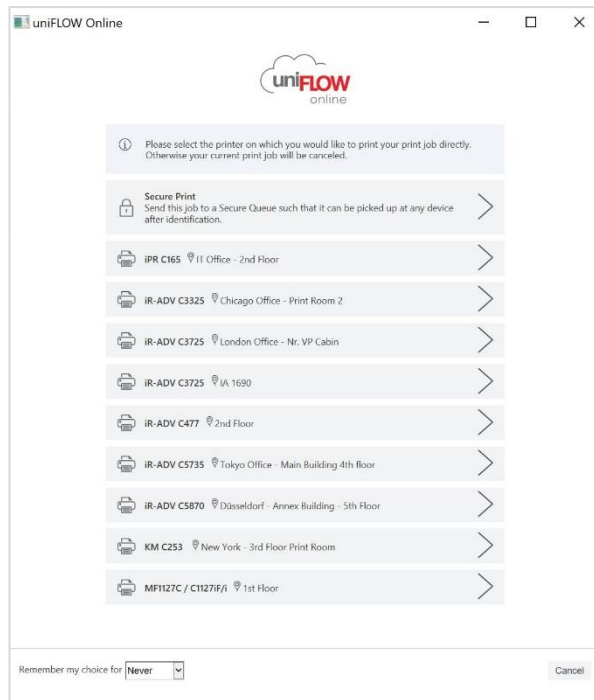 uniFLOW Online
uniFLOW
online
Please select the printer on which you would like to print your print job directly.
Otherwise your current print job will be canceled.
Secure Print
Send this job to a Secure Queue such that it can be picked up at any device
after identification.
iPR C165 IT Office - 2nd Floor
iR-ADV C3325 Chicago Office - Print Room 2
iR-ADV C3725 London Office - Nr. VP Cabin
iR-ADV C3725 IA 1690
iR-ADV C477 2nd Floor
iR-ADV C5735 Tokyo Office - Main Building 4th floor
iR-ADV C5870 Düsseldorf - Annex Building - 5th Floor
KM C253 New York - 3rd Floor Print Room
MF1127C / C1127iF/i 1st Floor
Remember my choice for Never
Cancel